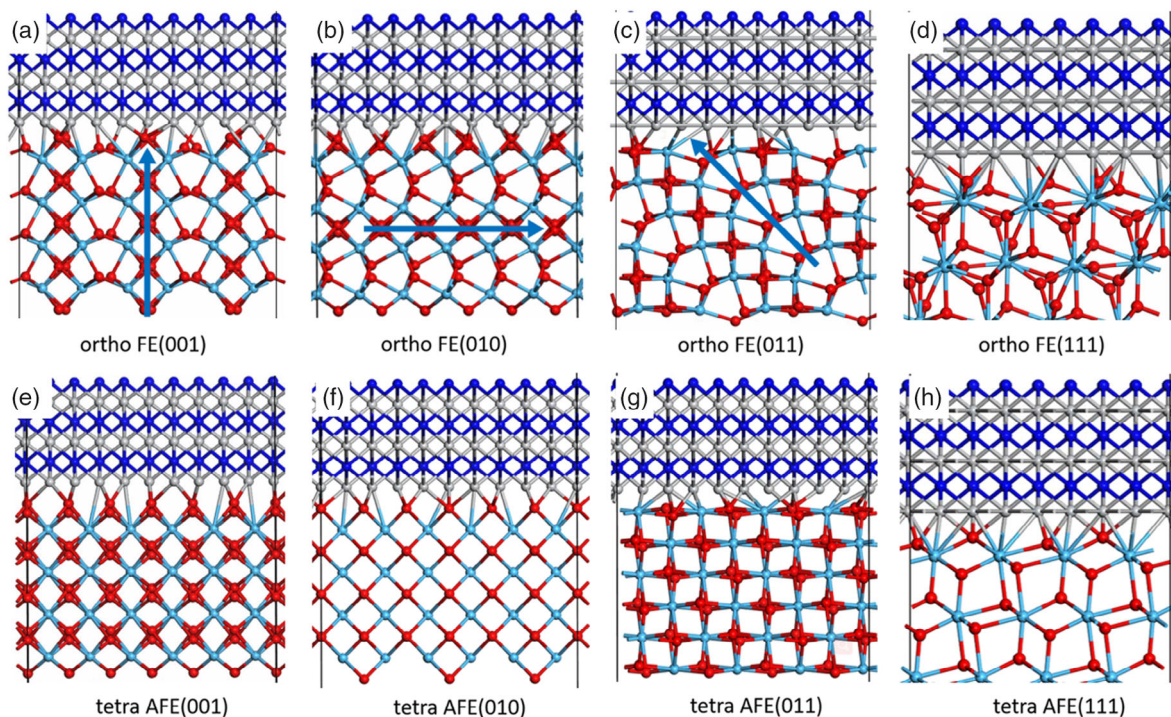 (a) (b) (c) (d)
ortho FE(001) ortho FE(010) ortho FE(011) ortho FE(111)
(e) (f) (g) (h)
tetra AFE(001) tetra AFE(010) tetra AFE(011) tetra AFE(111)